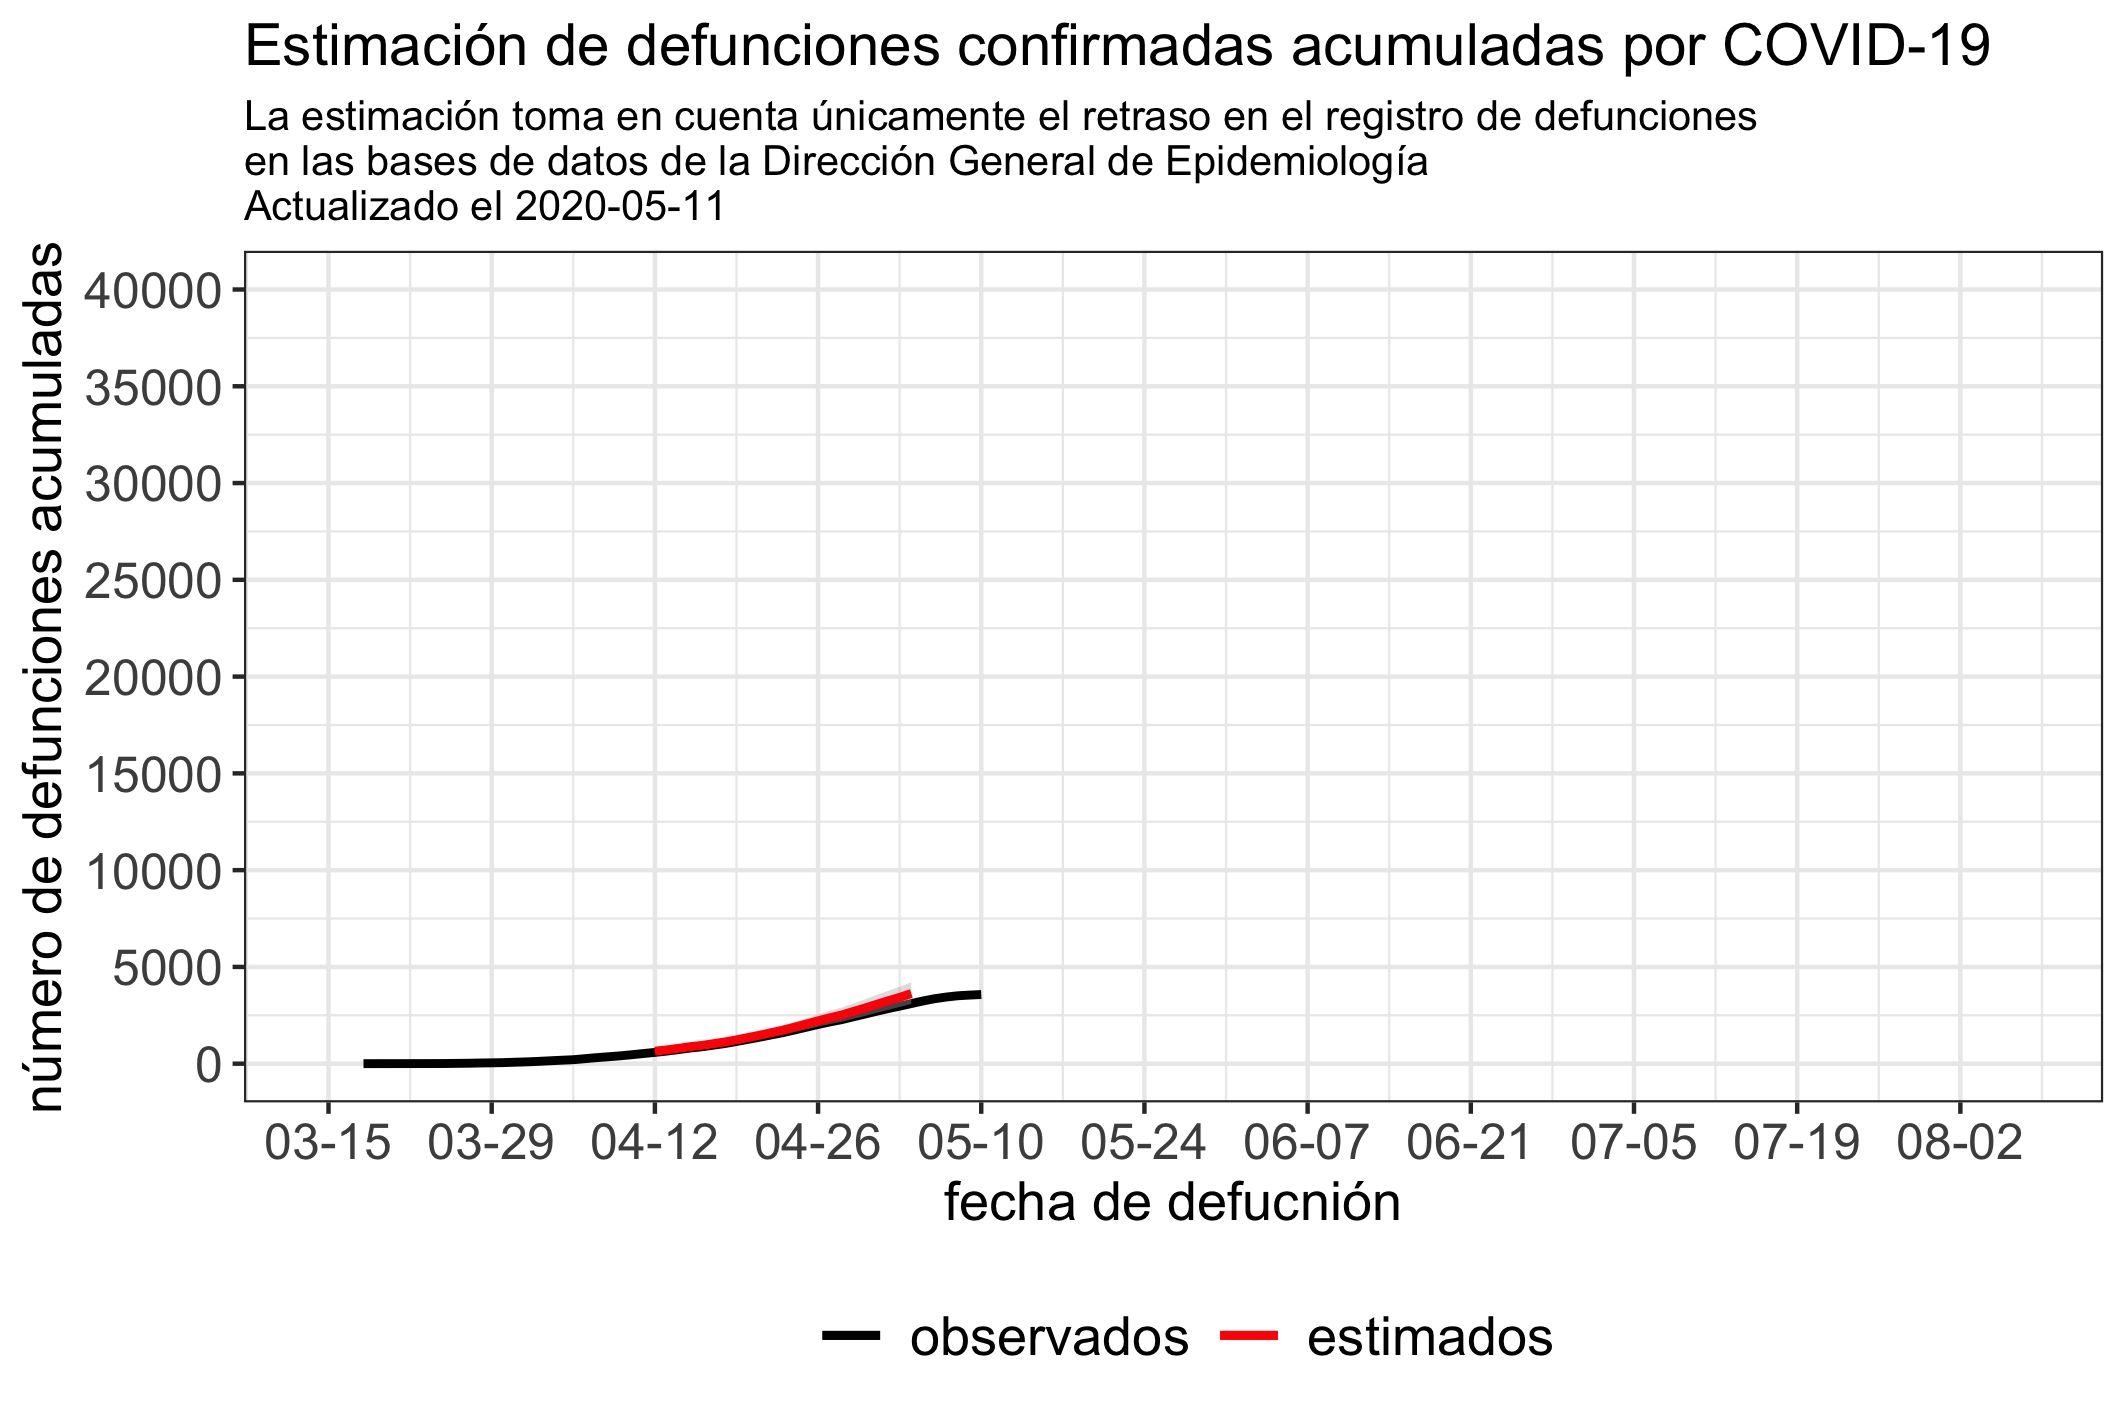 Estimación de defunciones confirmadas acumuladas por COVID-19
La estimación toma en cuenta únicamente el retraso en el registro de defunciones
en las bases de datos de la Dirección General de Epidemiología
Actualizado el 2020-05-11
número de defunciones acumuladas
40000
35000
30000
25000
20000
15000
10000
5000
0
03-15 03-29 04-12 04-26 05-10 05-24 06-07 06-21 07-05 07-19 08-02
fecha de defucnión
observados estimados